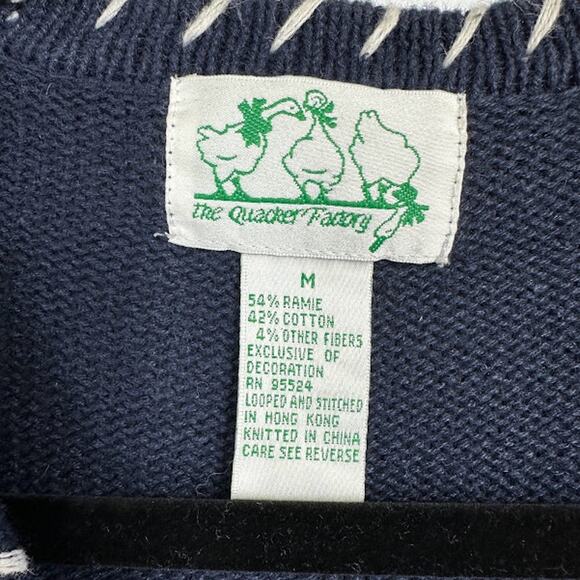 the Quacker Factory
M
54% RAMIE
42% COTTON
4% OTHER FIBERS
EXCLUSIVE OF
DECORATION
RN 95524
LOOPED AND STITCHED
IN HONG KONG
KNITTED IN CHINA
CARE SEE REVERSE